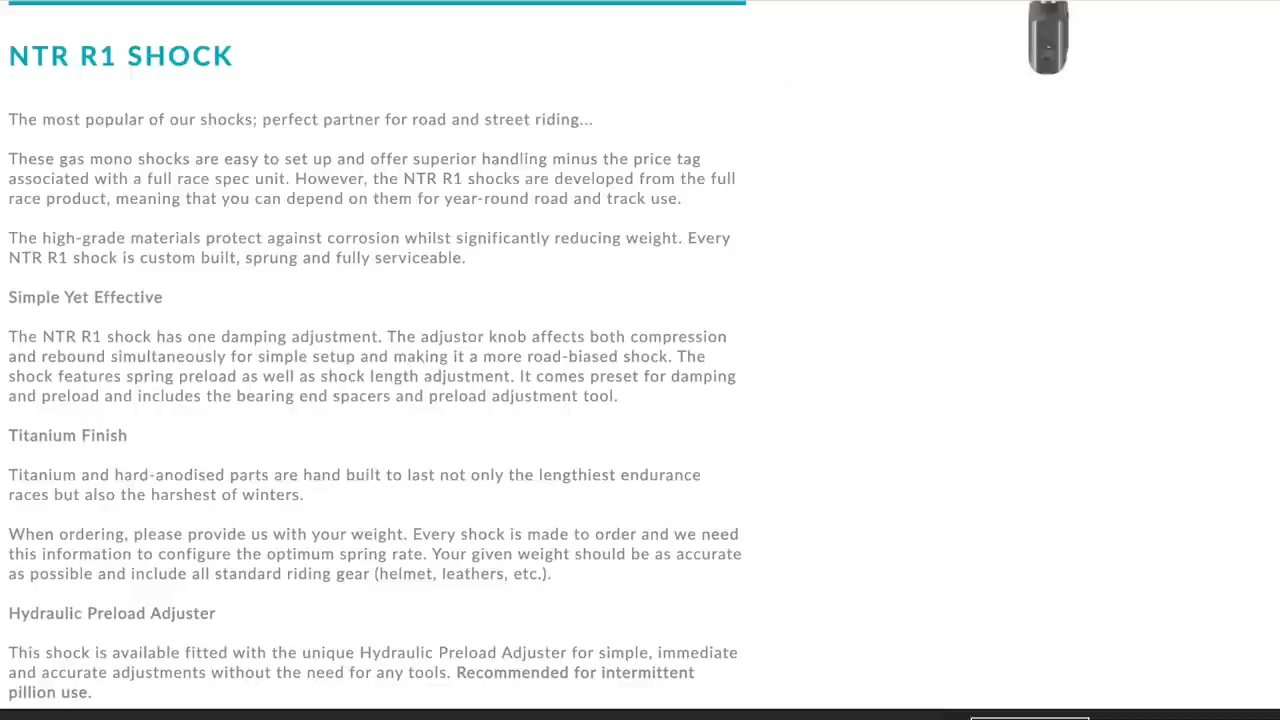 NTR R1 SHOCK
The most popular of our shocks; perfect partner for road and street riding...
These gas mono shocks are easy to set up and offer superior handling minus the price tag
associated with a full race spec unit. However, the NTR R1 shocks are developed from the full
race product, meaning that you can depend on them for year-round road and track use.
The high-grade materials protect against corrosion whilst significantly reducing weight. Every
NTR R1 shock is custom built, sprung and fully serviceable.
Simple Yet Effective
The NTR R1 shock has one damping adjustment. The adjustor knob affects both compression
and rebound simultaneously for simple setup and making it a more road-biased shock. The
shock features spring preload as well as shock length adjustment. It comes preset for damping
and preload and includes the bearing end spacers and preload adjustment tool.
Titanium Finish
Titanium and hard-anodised parts are hand built to last not only the lengthiest endurance
races but also the harshest of winters.
When ordering, please provide us with your weight. Every shock is made to order and we need
this information to configure the optimum spring rate. Your given weight should be as accurate
as possible and include all standard riding gear (helmet, leathers, etc.).
Hydraulic Preload Adjuster
This shock is available fitted with the unique Hydraulic Preload Adjuster for simple, immediate
and accurate adjustments without the need for any tools. Recommended for intermittent
pillion use.